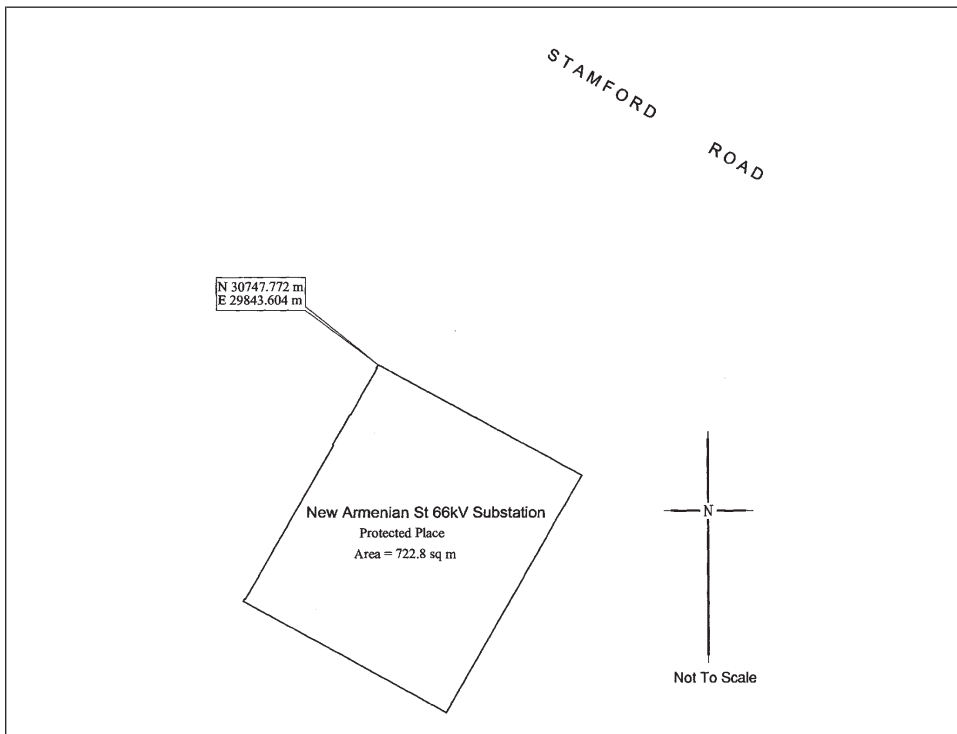 STAMFORD ROAD
N 30747.772 m
E 29843.604 m
New Armenian St 66kV Substation
Protected Place
Area = 722.8 sq m
N
Not To Scale